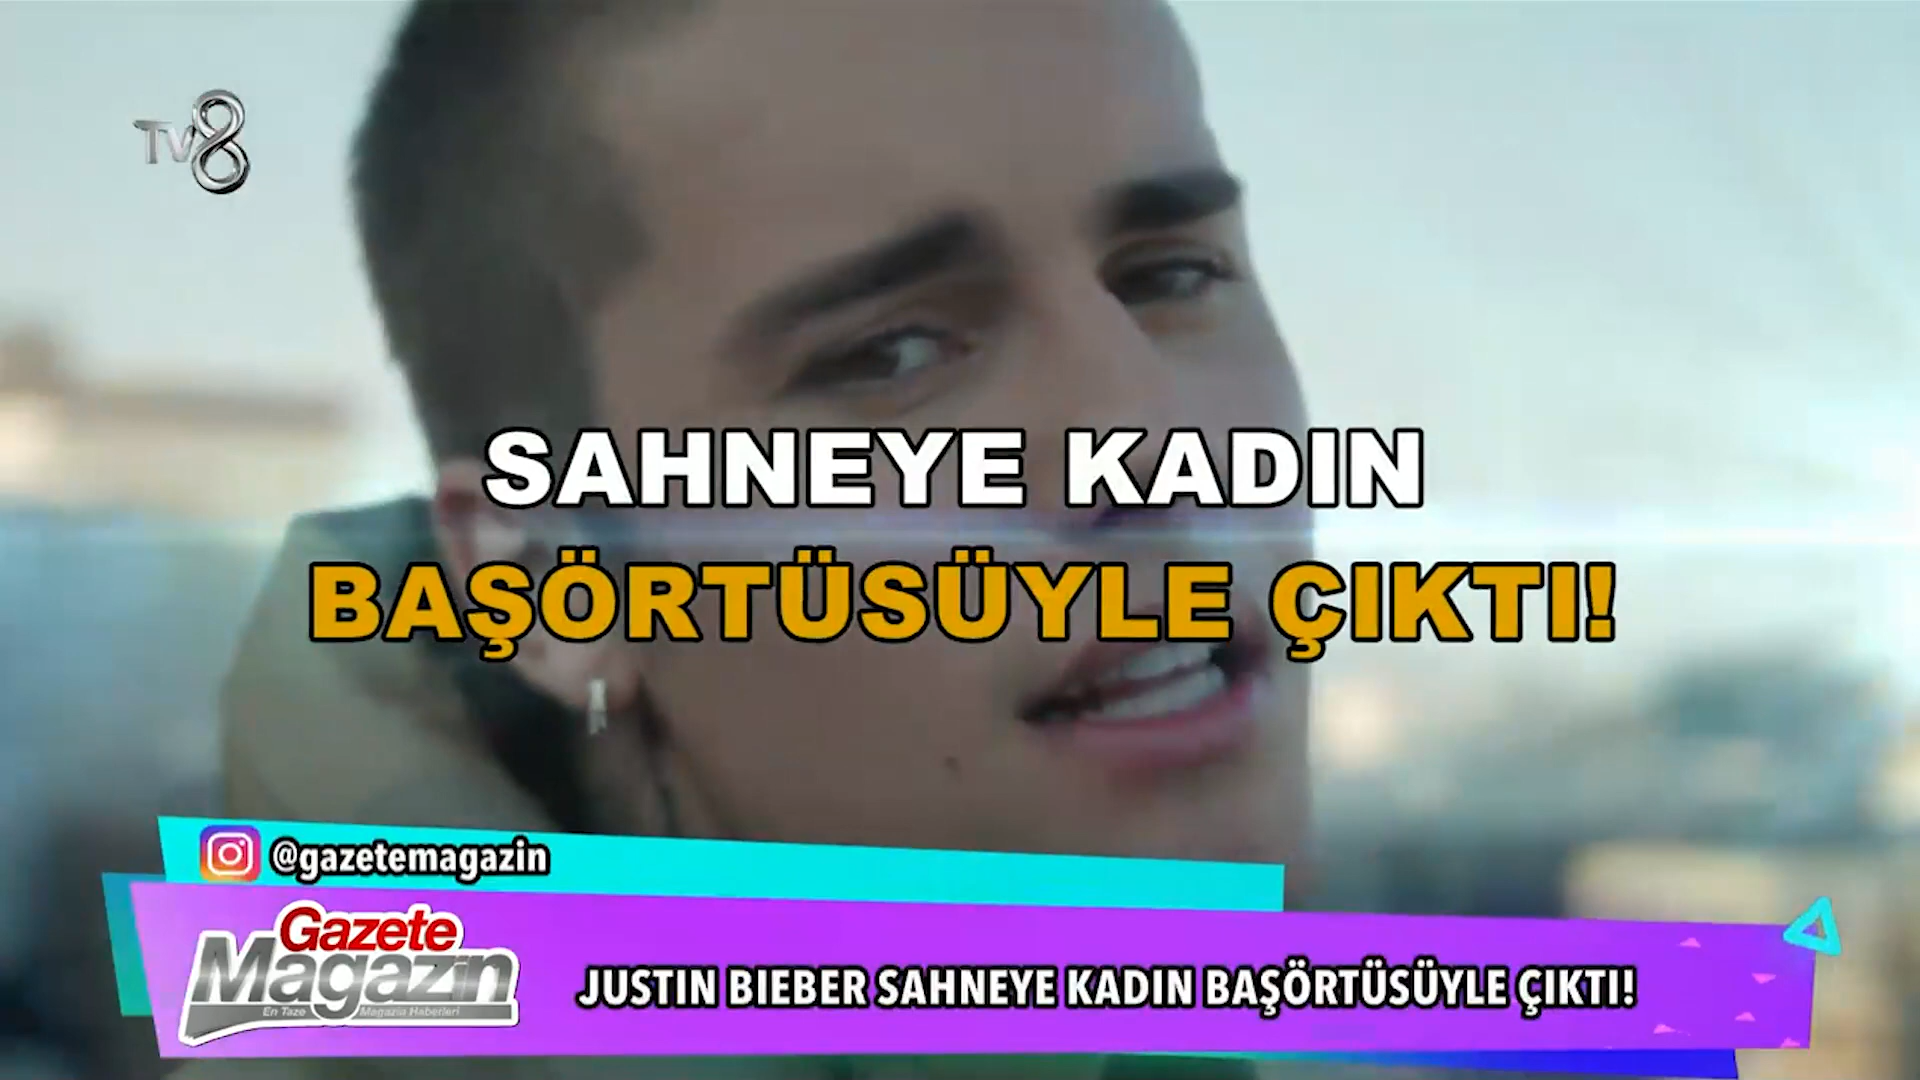 TV8
SAHNEYE KADIN
BAŞÖRTÜSÜYLE ÇIKTI!
@gazetemagazin
Gazete
Magazin
En Taze Magazin Haberleri
JUSTIN BIEBER SAHNEYE KADIN BAŞÖRTÜSÜYLE ÇIKTI!